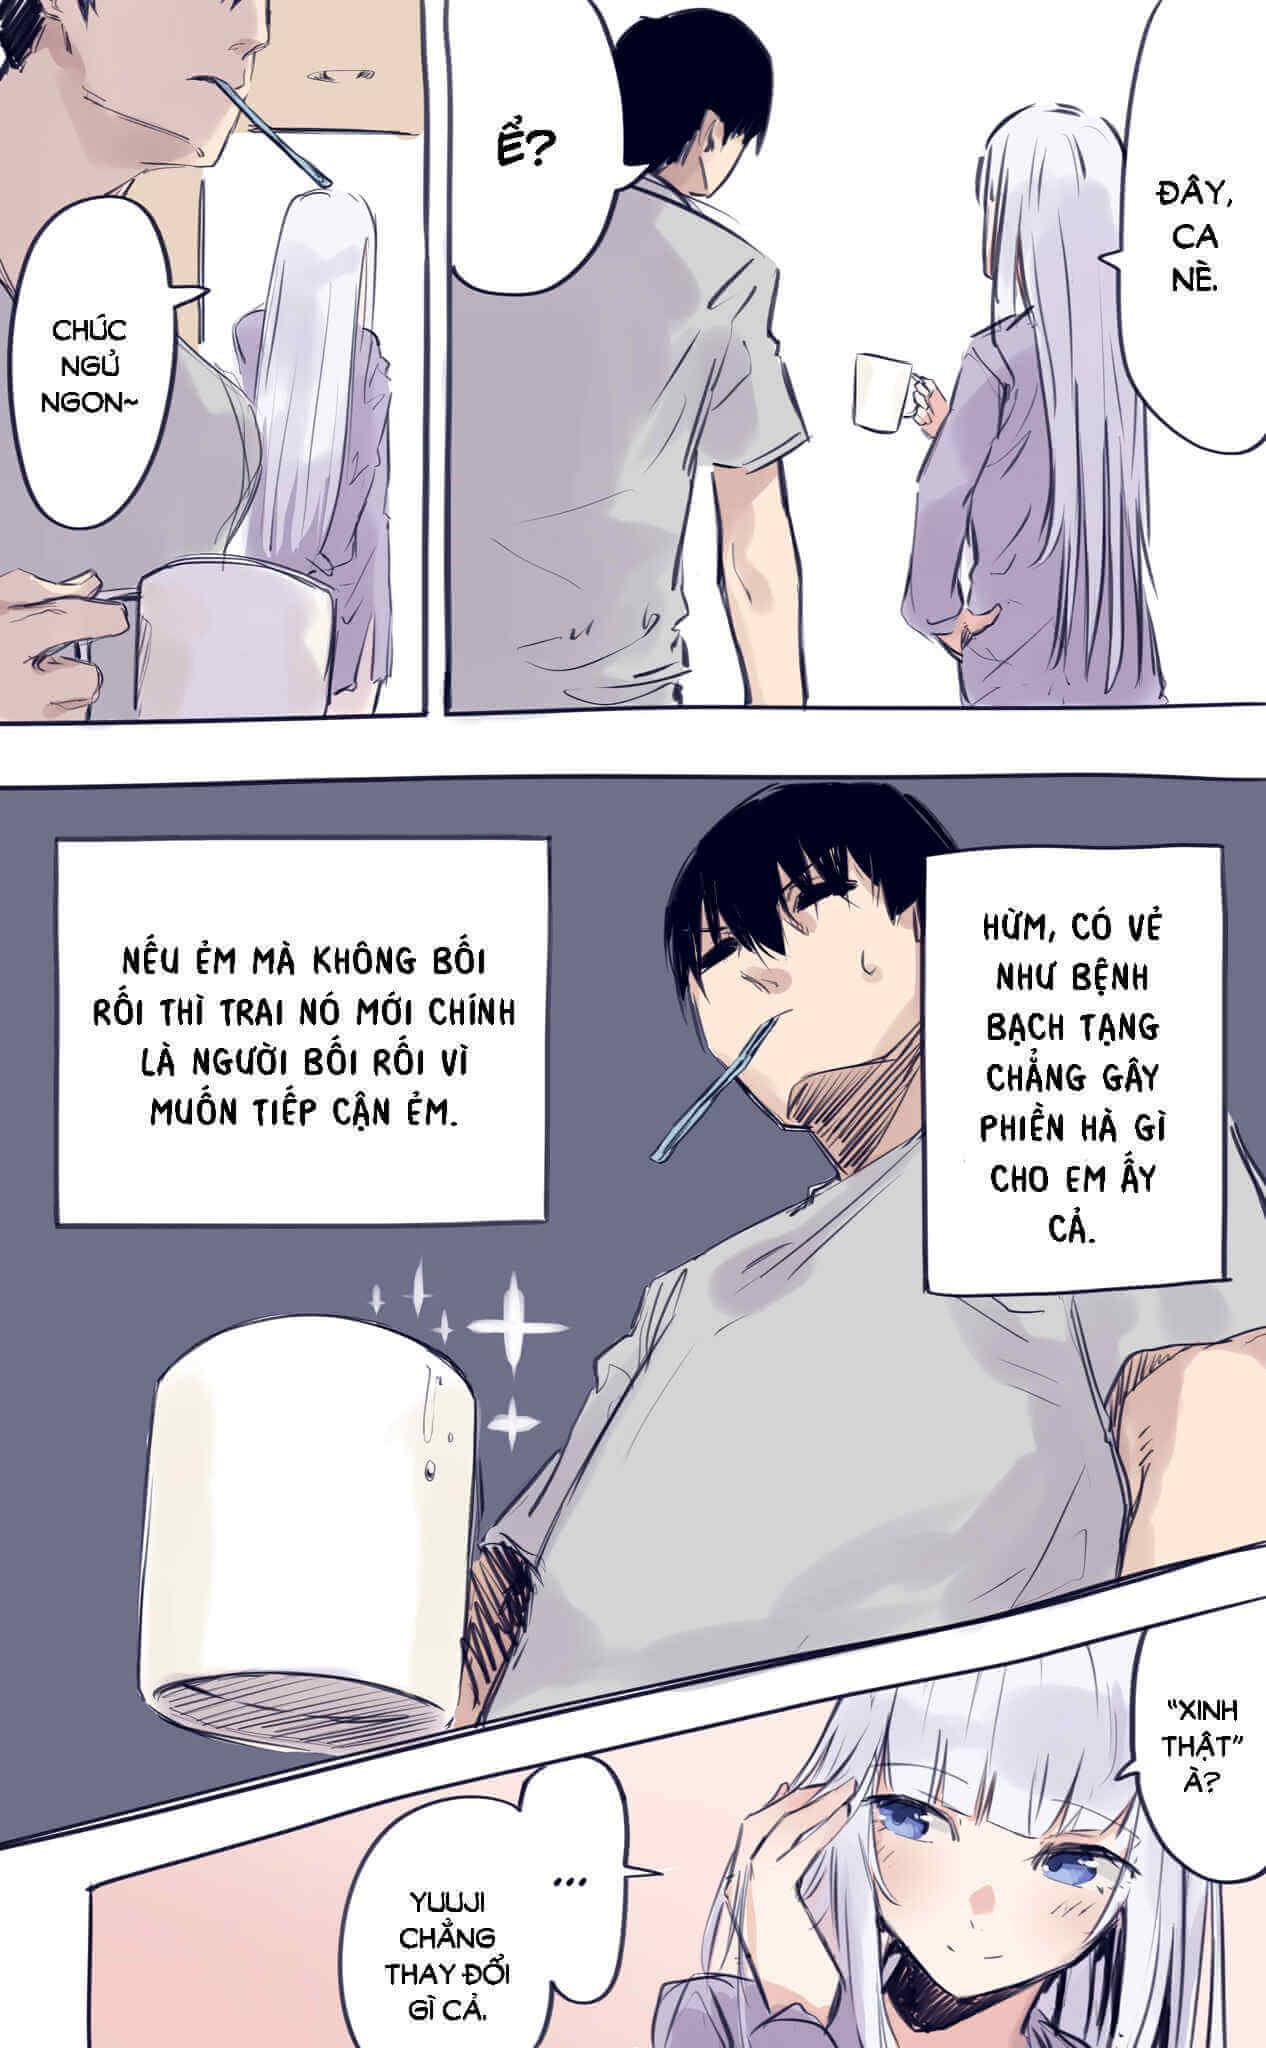 ĐÂY,
CA
NÈ.
Ể?
CHÚC
NGỦ
NGON~
HỪM, CÓ VẺ
NHƯ BỆNH
BẠCH TẠNG
CHẲNG GÂY
PHIỀN HÀ GÌ
CHO EM ẤY
CẢ.
NẾU ẺM MÀ KHÔNG BỐI
RỐI THÌ TRAI NÓ MỚI CHÍNH
LÀ NGƯỜI BỐI RỐI VÌ
MUỐN TIẾP CẬN ẺM.
"XINH
THẬT"
À?
...
YUUJI
CHẲNG
THAY ĐỔI
GÌ CẢ.